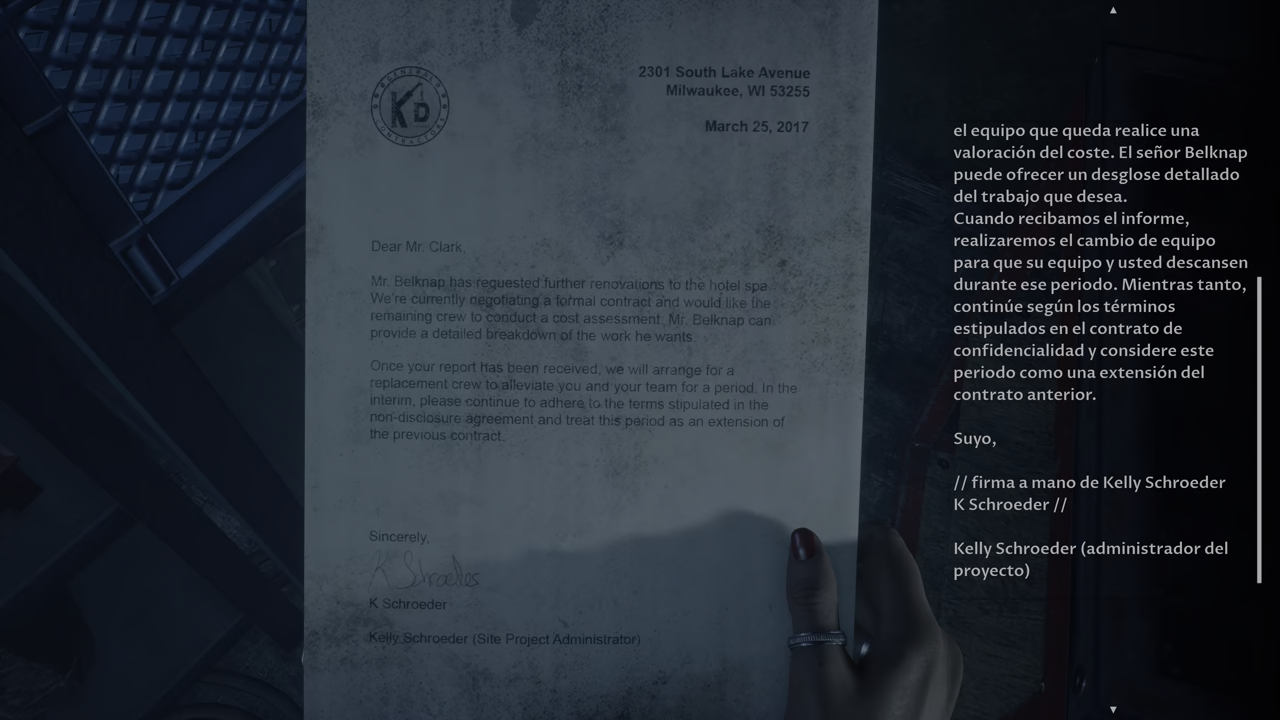 GENERAL
KD
CONTRACTORS
2301 South Lake Avenue
Milwaukee, WI 53255
March 25, 2017
Dear Mr. Clark,
Mr. Belknap has requested further renovations to the hotel spa.
We're currently negotiating a formal contract and would like the
remaining crew to conduct a cost assessment. Mr. Belknap can
provide a detailed breakdown of the work he wants.
Once your report has been received, we will arrange for a
replacement crew to alleviate you and your team for a period. In the
interim, please continue to adhere to the terms stipulated in the
non-disclosure agreement and treat this period as an extension of
the previous contract.
Sincerely,
K Schroeder
K Schroeder
Kelly Schroeder (Site Project Administrator)
el equipo que queda realice una
valoración del coste. El señor Belknap
puede ofrecer un desglose detallado
del trabajo que desea.
Cuando recibamos el informe,
realizaremos el cambio de equipo
para que su equipo y usted descansen
durante ese periodo. Mientras tanto,
continúe según los términos
estipulados en el contrato de
confidencialidad y considere este
periodo como una extensión del
contrato anterior.
Suyo,
// firma a mano de Kelly Schroeder
K Schroeder //
Kelly Schroeder (administrador del
proyecto)